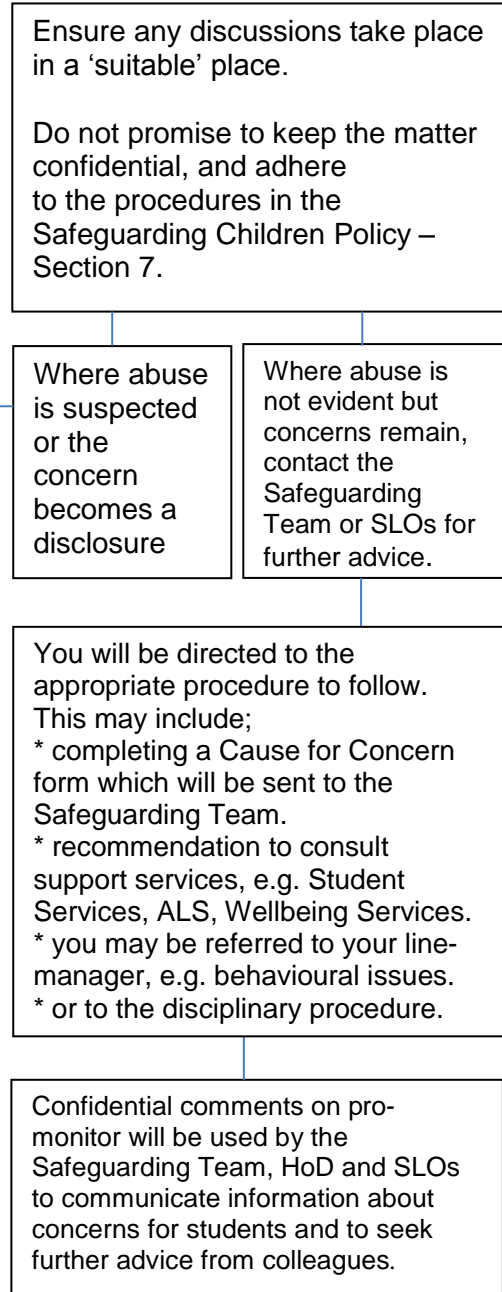 Ensure any discussions take place
in a ‘suitable’ place.
Do not promise to keep the matter
confidential, and adhere
to the procedures in the
Safeguarding Children Policy –
Section 7.
Where abuse
is suspected
or the
concern
becomes a
disclosure
Where abuse is
not evident but
concerns remain,
contact the
Safeguarding
Team or SLOs for
further advice.
You will be directed to the
appropriate procedure to follow.
This may include;
* completing a Cause for Concern
form which will be sent to the
Safeguarding Team.
* recommendation to consult
support services, e.g. Student
Services, ALS, Wellbeing Services.
* you may be referred to your line-
manager, e.g. behavioural issues.
* or to the disciplinary procedure.
Confidential comments on pro-
monitor will be used by the
Safeguarding Team, HoD and SLOs
to communicate information about
concerns for students and to seek
further advice from colleagues.